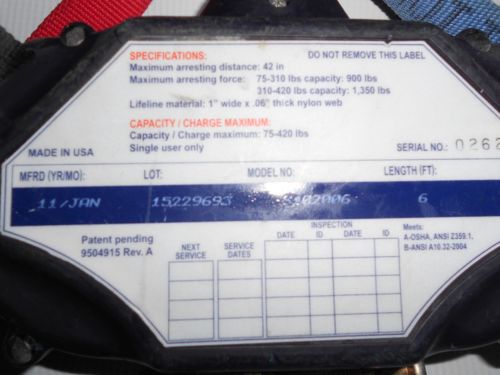 SPECIFICATIONS: DO NOT REMOVE THIS LABEL
Maximum arresting distance: 42 in
Maximum arresting force: 75-310 lbs capacity: 900 lbs
310-420 lbs capacity: 1,350 lbs
Lifeline material: 1" wide x .06" thick nylon web
CAPACITY / CHARGE MAXIMUM:
Capacity / Charge maximum: 75-420 lbs
Single user only
MADE IN USA SERIAL NO.: 0262
MFRD (YR/MO): LOT: MODEL NO: LENGTH (FT):
11/JAN 15229693 3102006 6
Patent pending
9504915 Rev. A
NEXT SERVICE
SERVICE DATES
INSPECTION
DATE ID DATE ID
Meets:
A-OSHA, ANSI Z359.1,
B-ANSI A10.32-2004